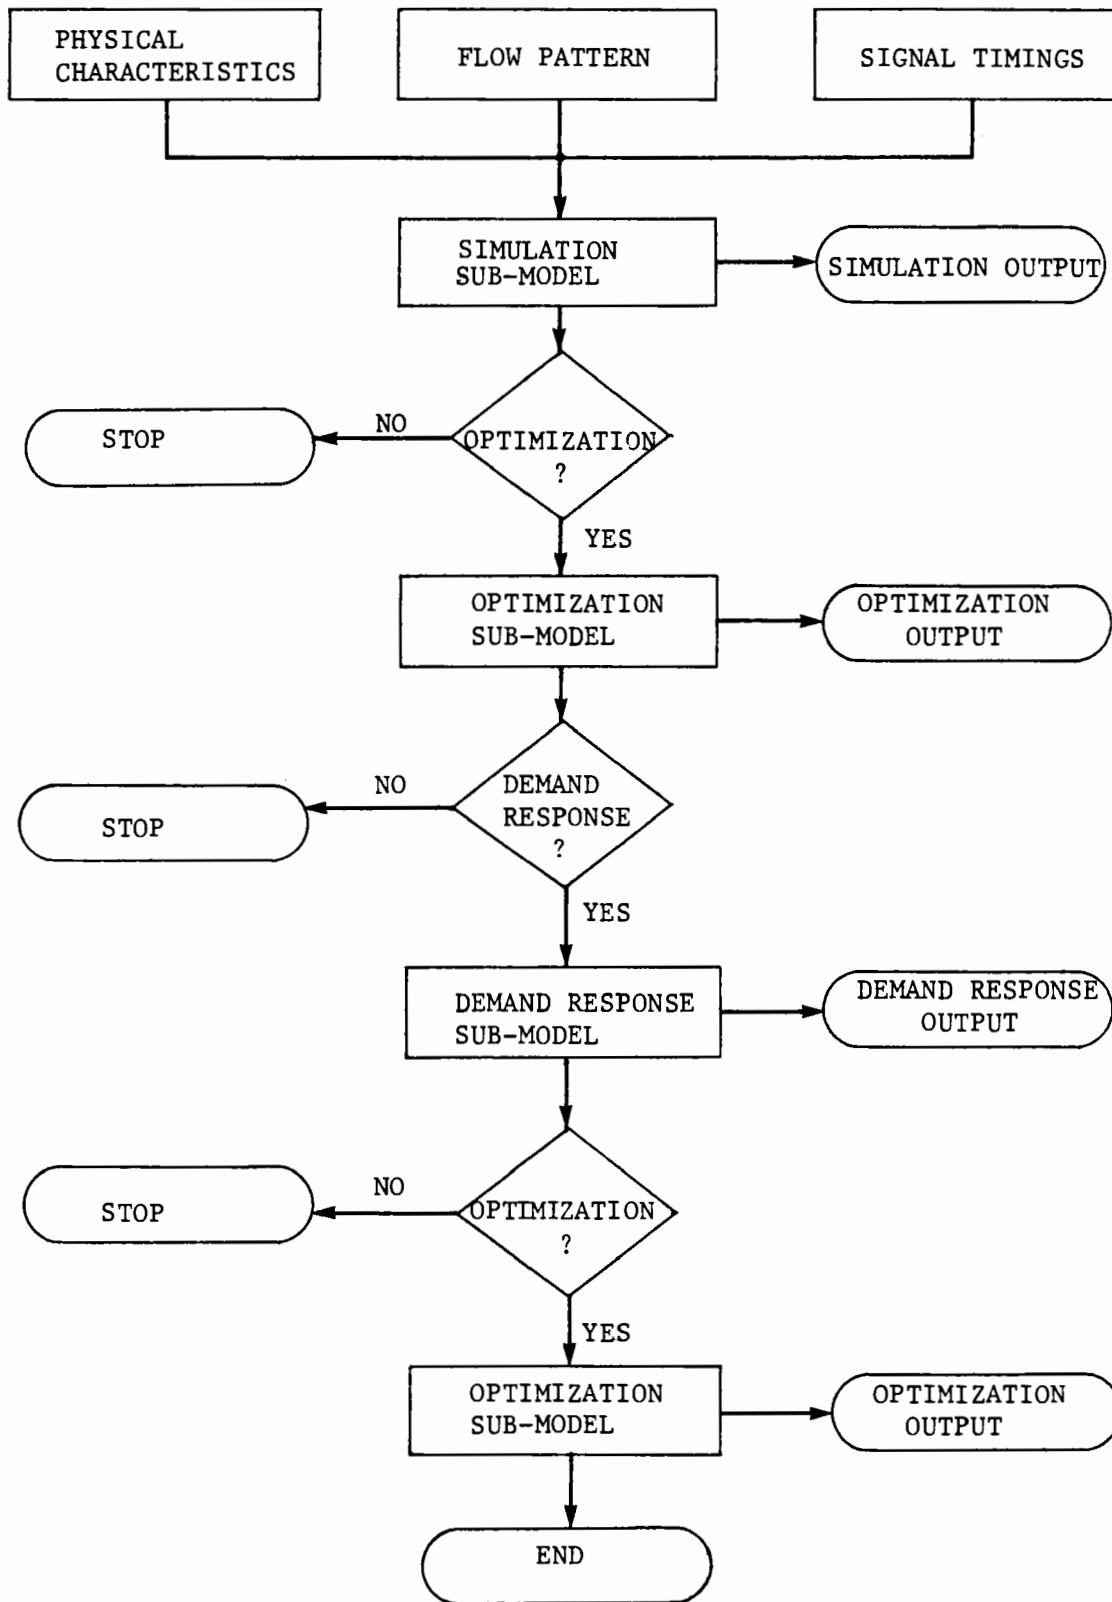 PHYSICAL
CHARACTERISTICS
FLOW PATTERN
SIGNAL TIMINGS
SIMULATION
SUB-MODEL
SIMULATION OUTPUT
NO
STOP
OPTIMIZATION
?
YES
OPTIMIZATION
SUB-MODEL
OPTIMIZATION
OUTPUT
NO
STOP
DEMAND
RESPONSE
?
YES
DEMAND RESPONSE
SUB-MODEL
DEMAND RESPONSE
OUTPUT
NO
STOP
OPTIMIZATION
?
YES
OPTIMIZATION
SUB-MODEL
OPTIMIZATION
OUTPUT
END